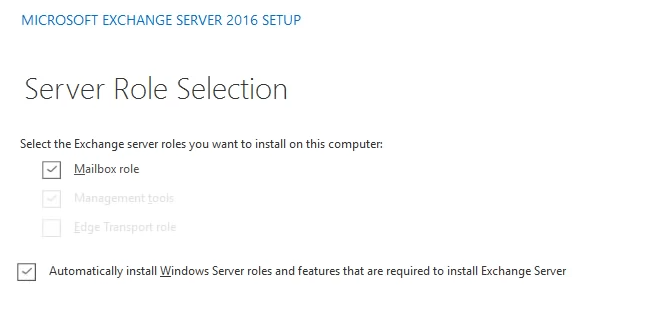 MICROSOFT EXCHANGE SERVER 2016 SETUP
Server Role Selection
Select the Exchange server roles you want to install on this computer:
Mailbox role
Management tools
Edge Transport role
Automatically install Windows Server roles and features that are required to install Exchange Server